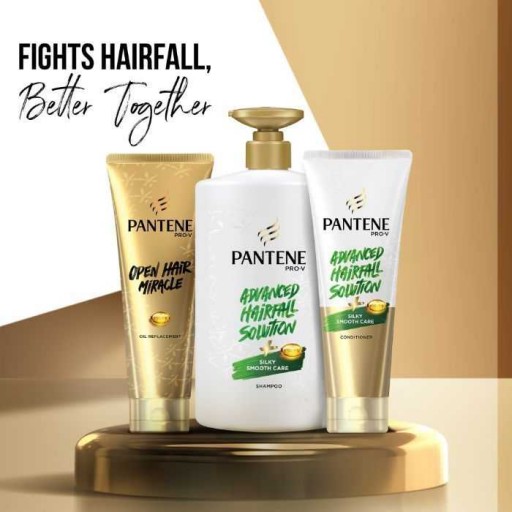 FIGHTS HAIRFALL,
Better Together
PANTENE
PRO-V
OPEN HAIR
MIRACLE
OIL REPLACEMENT
PANTENE
PRO-V
ADVANCED
HAIRFALL
SOLUTION
SILKY
SMOOTH CARE
SHAMPOO
PANTENE
PRO-V
ADVANCED
HAIRFALL
SOLUTION
SILKY
SMOOTH CARE
CONDITIONER